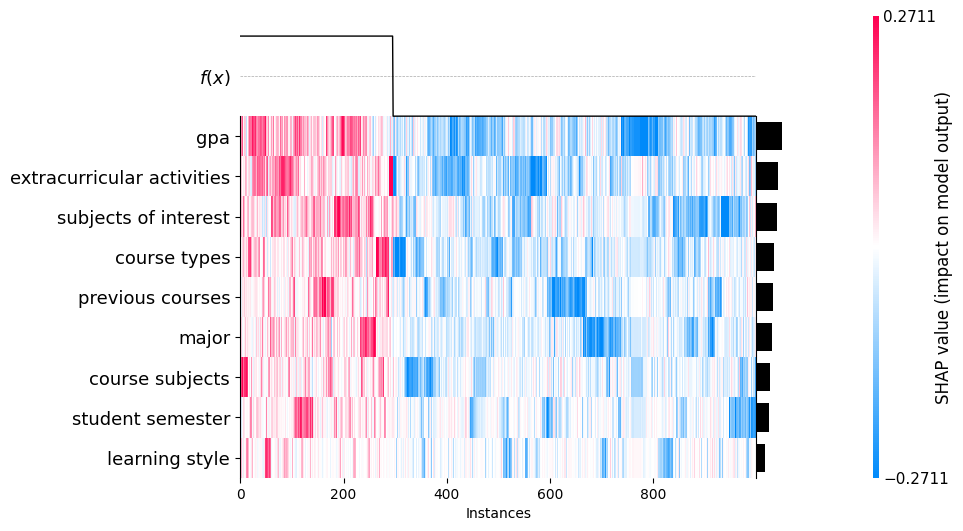 0.2711
f(x)
gpa
extracurricular activities
subjects of interest
course types
previous courses
major
course subjects
student semester
learning style
0 200 400 600 800
Instances
−0.2711
SHAP value (impact on model output)